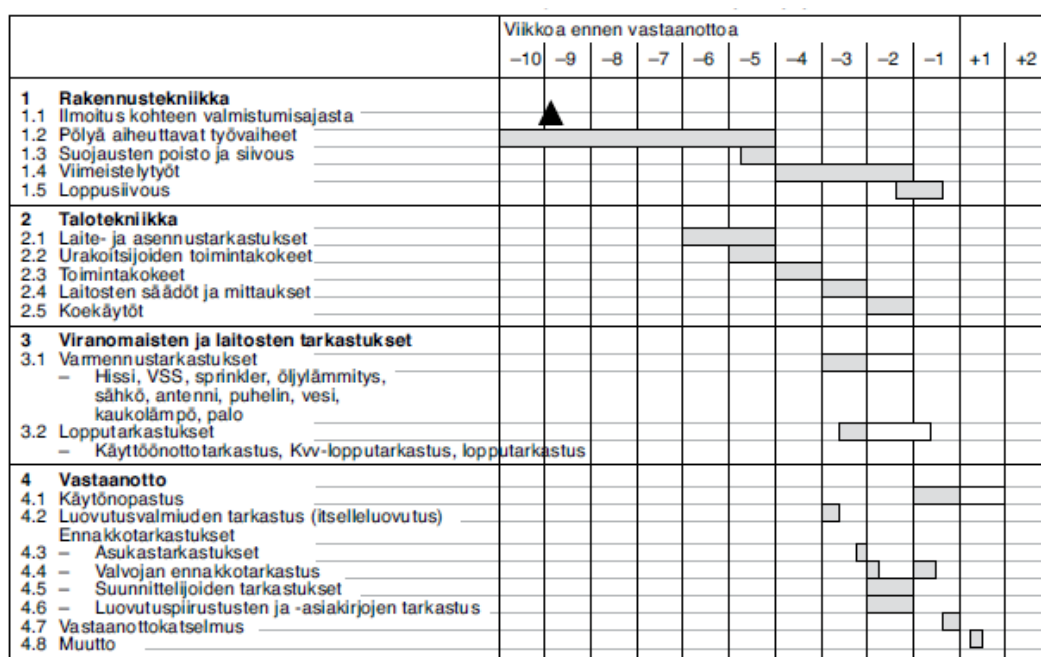 Viikkoa ennen vastaanottoa
–10 –9 –8 –7 –6 –5 –4 –3 –2 –1 +1 +2
1 Rakennustekniikka
1.1 Ilmoitus kohteen valmistumisajasta
1.2 Pölyä aiheuttavat työvaiheet
1.3 Suojausten poisto ja siivous
1.4 Viimeistelytyöt
1.5 Loppusiivous
2 Talotekniikka
2.1 Laite- ja asennustarkastukset
2.2 Urakoitsijoiden toimintakokeet
2.3 Toimintakokeet
2.4 Laitosten säädöt ja mittaukset
2.5 Koekäytöt
3 Viranomaisten ja laitosten tarkastukset
3.1 Varmennustarkastukset
– Hissi, VSS, sprinkler, öljylämmitys,
sähkö, antenni, puhelin, vesi,
kaukolämpö, palo
3.2 Lopputarkastukset
– Käyttöönottotarkastus, Kvv-lopputarkastus, lopputarkastus
4 Vastaanotto
4.1 Käytönopastus
4.2 Luovutusvalmiuden tarkastus (itselleluovutus)
Ennakkotarkastukset
4.3 – Asukastarkastukset
4.4 – Valvojan ennakkotarkastus
4.5 – Suunnittelijoiden tarkastukset
4.6 – Luovutuspiirustusten ja -asiakirjojen tarkastus
4.7 Vastaanottokatselmus
4.8 Muutto